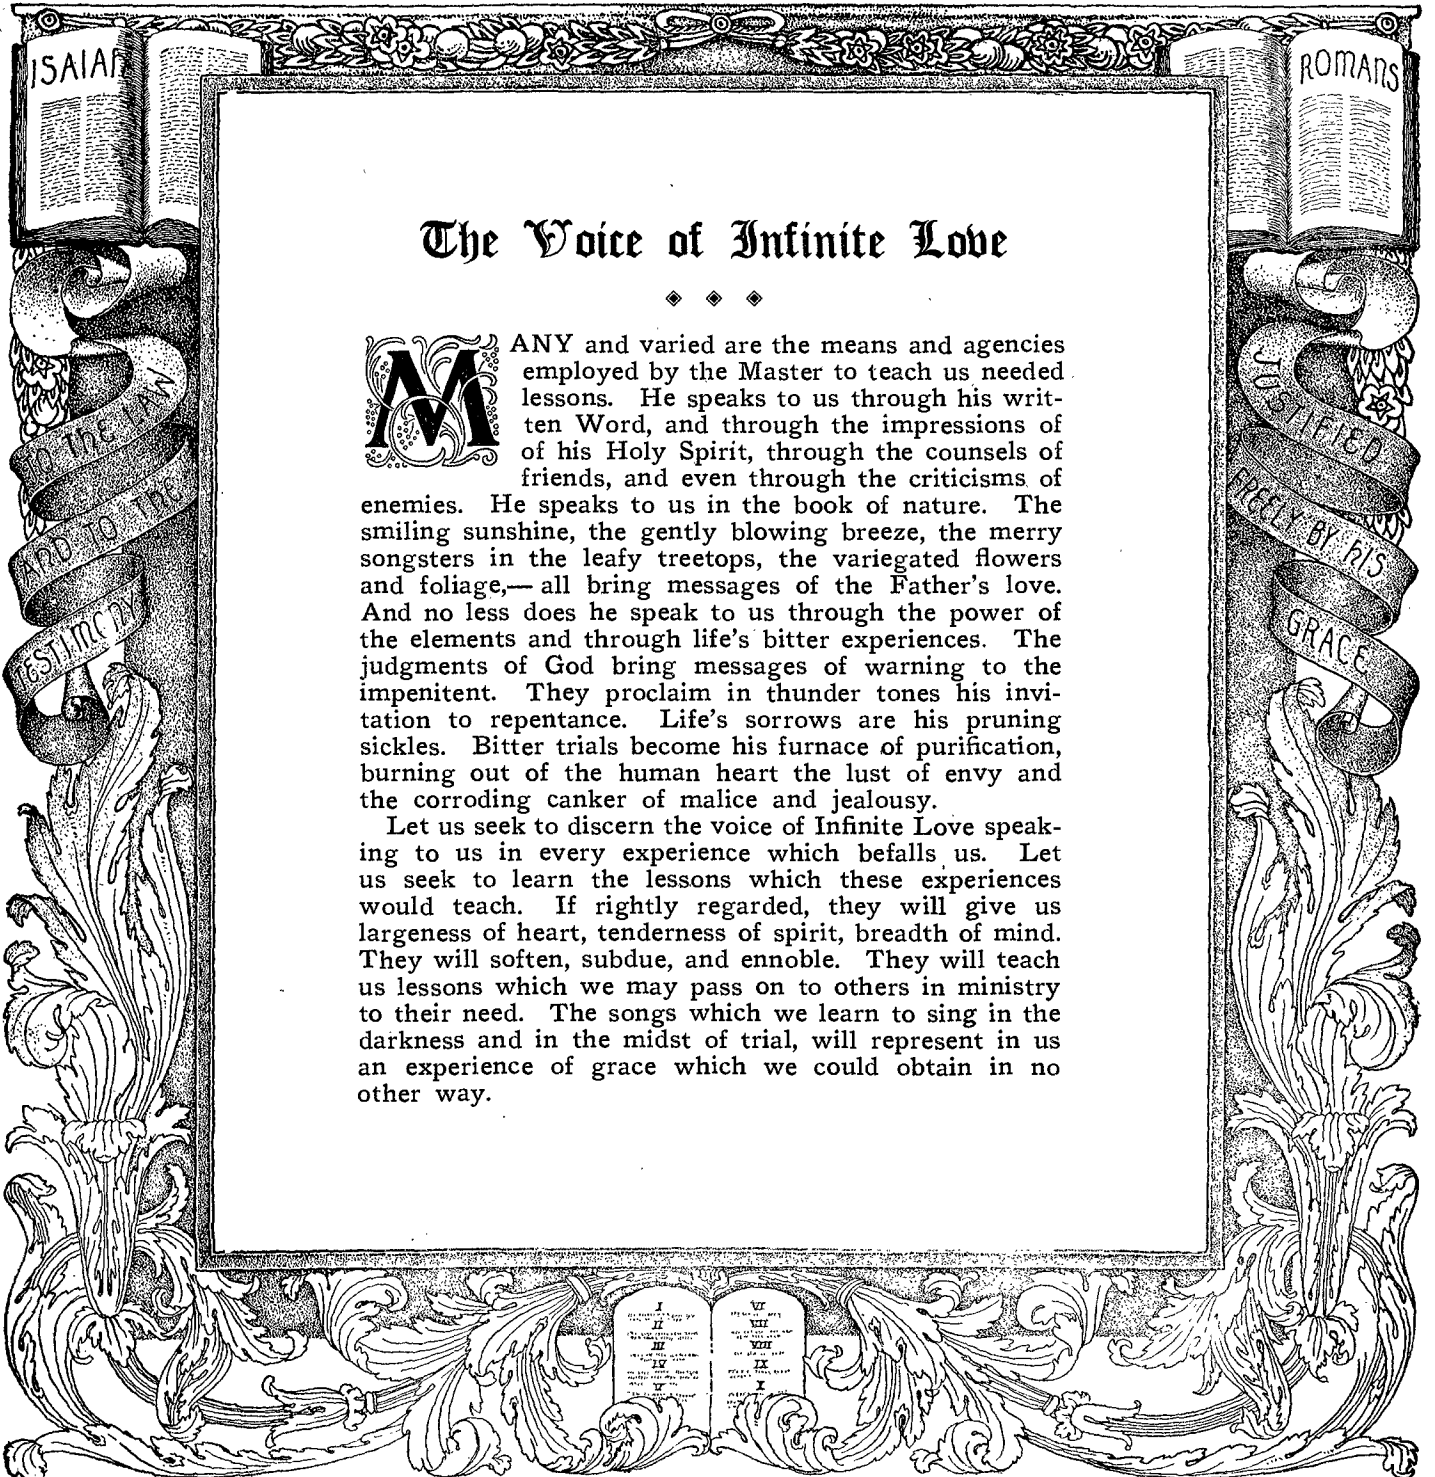 ISAIAH
ROMANS
The Voice of Infinite Love
MANY and varied are the means and agencies
employed by the Master to teach us needed
lessons. He speaks to us through his writ-
ten Word, and through the impressions of
of his Holy Spirit, through the counsels of
friends, and even through the criticisms of
enemies. He speaks to us in the book of nature. The
smiling sunshine, the gently blowing breeze, the merry
songsters in the leafy treetops, the variegated flowers
and foliage,— all bring messages of the Father's love.
And no less does he speak to us through the power of
the elements and through life's bitter experiences. The
judgments of God bring messages of warning to the
impenitent. They proclaim in thunder tones his invi-
tation to repentance. Life's sorrows are his pruning
sickles. Bitter trials become his furnace of purification,
burning out of the human heart the lust of envy and
the corroding canker of malice and jealousy.
Let us seek to discern the voice of Infinite Love speak-
ing to us in every experience which befalls us. Let
us seek to learn the lessons which these experiences
would teach. If rightly regarded, they will give us
largeness of heart, tenderness of spirit, breadth of mind.
They will soften, subdue, and ennoble. They will teach
us lessons which we may pass on to others in ministry
to their need. The songs which we learn to sing in the
darkness and in the midst of trial, will represent in us
an experience of grace which we could obtain in no
other way.
TO THE LAW
AND TO THE
TESTIMONY
JUSTIFIED
FREELY BY HIS
GRACE
I
II
III
IV
V
VI
VII
VIII
IX
X